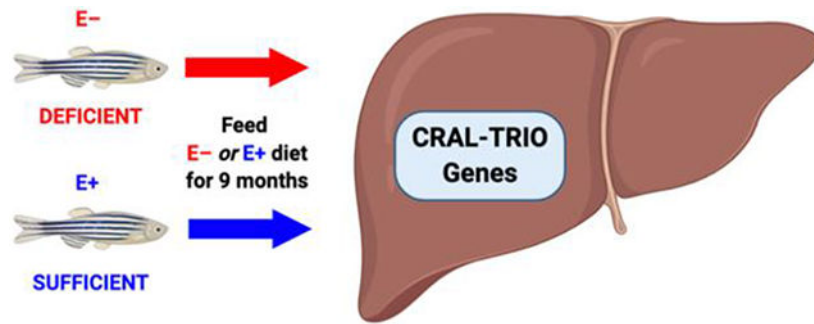 E−
DEFICIENT
Feed
E− or E+ diet
for 9 months
E+
SUFFICIENT
CRAL-TRIO
Genes